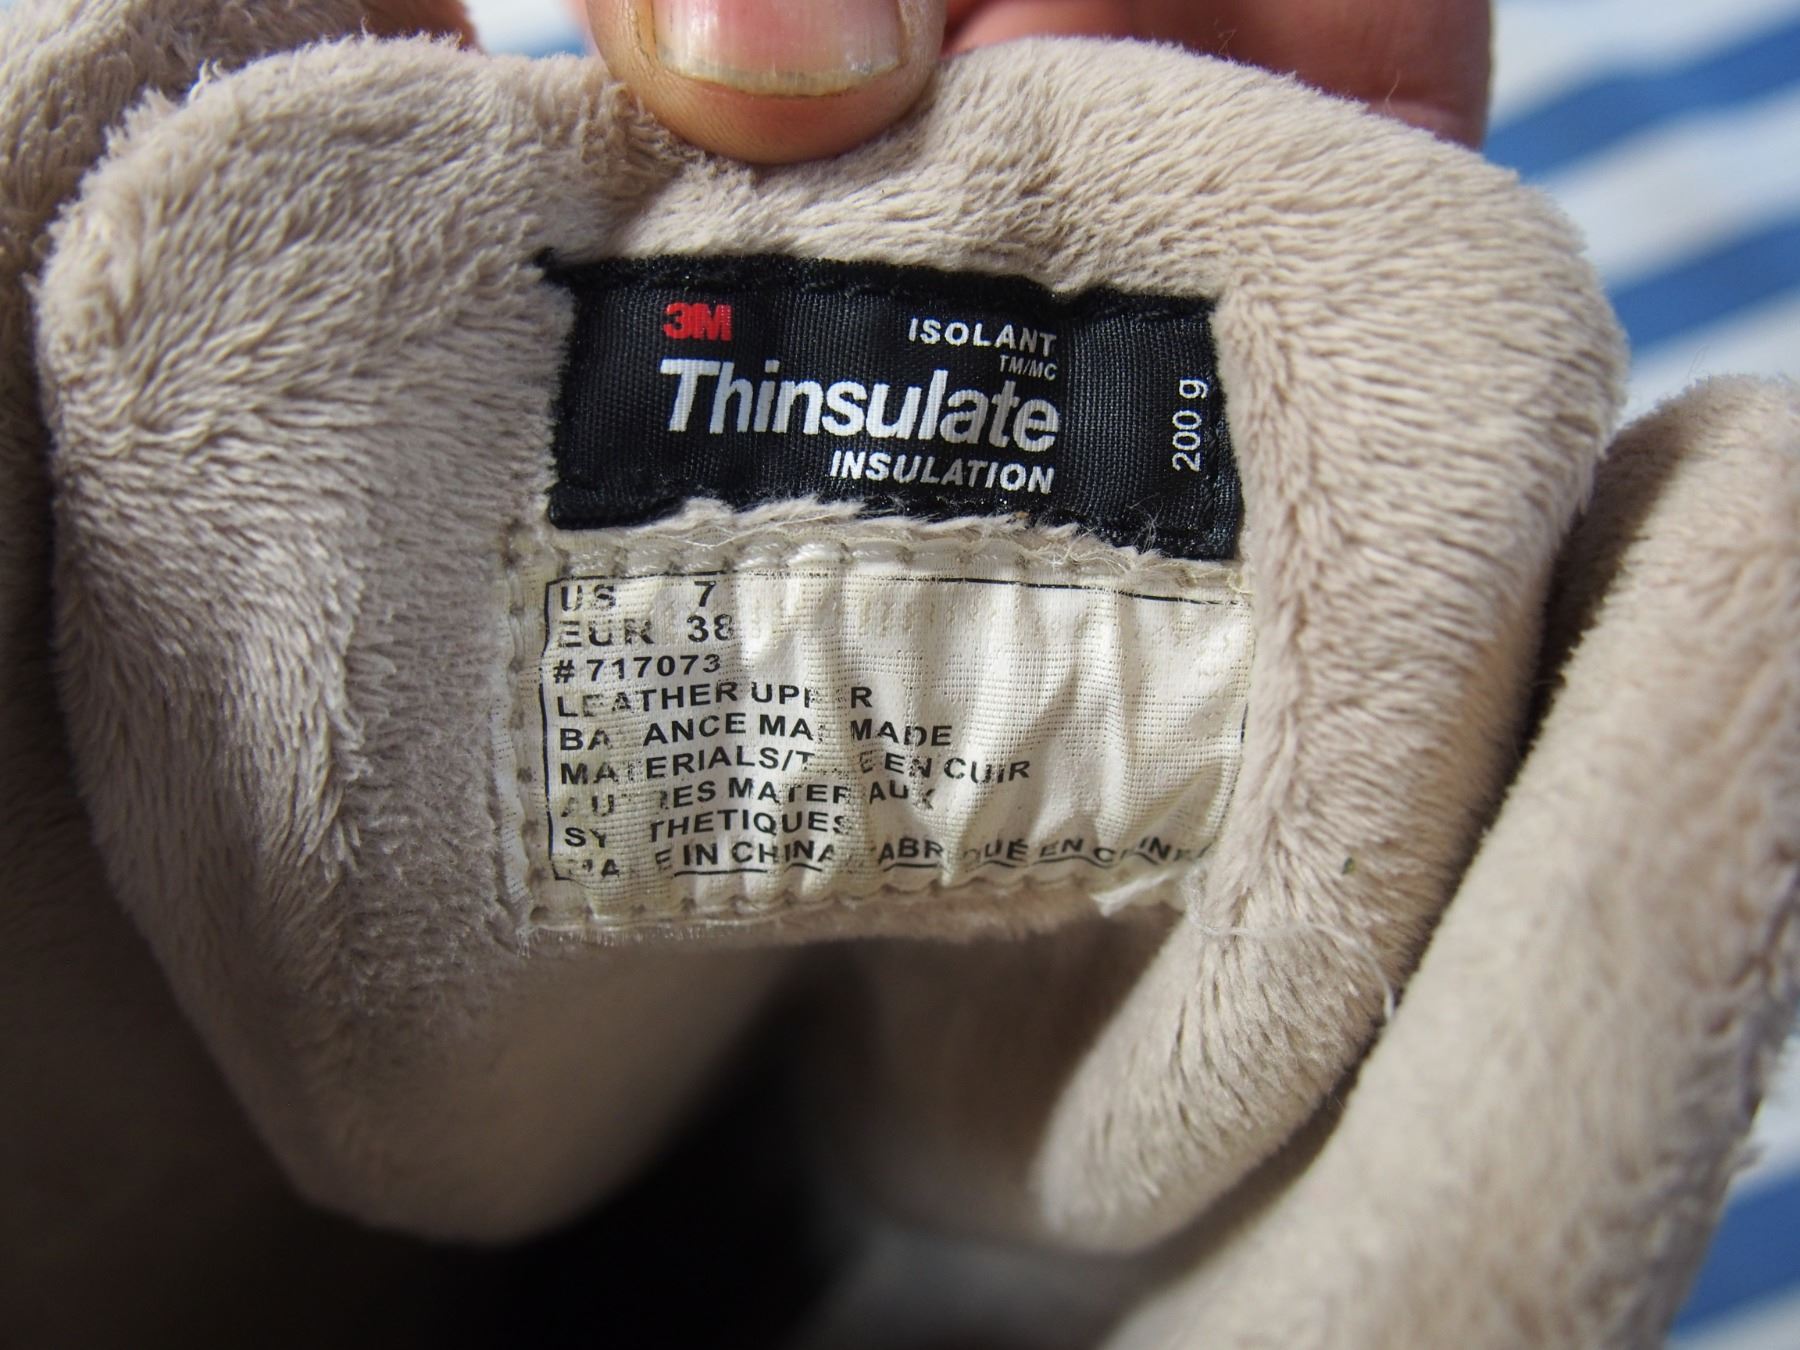 3M
ISOLANT
TM/MC
Thinsulate
INSULATION
200 g
US 7
EUR 38
#717073
LEATHER UPPER
BALANCE MAN MADE
MATERIALS/TIGE EN CUIR
AUTRES MATERIAUX
SYNTHETIQUES
MADE IN CHINA/FABRIQUÉ EN CHINE